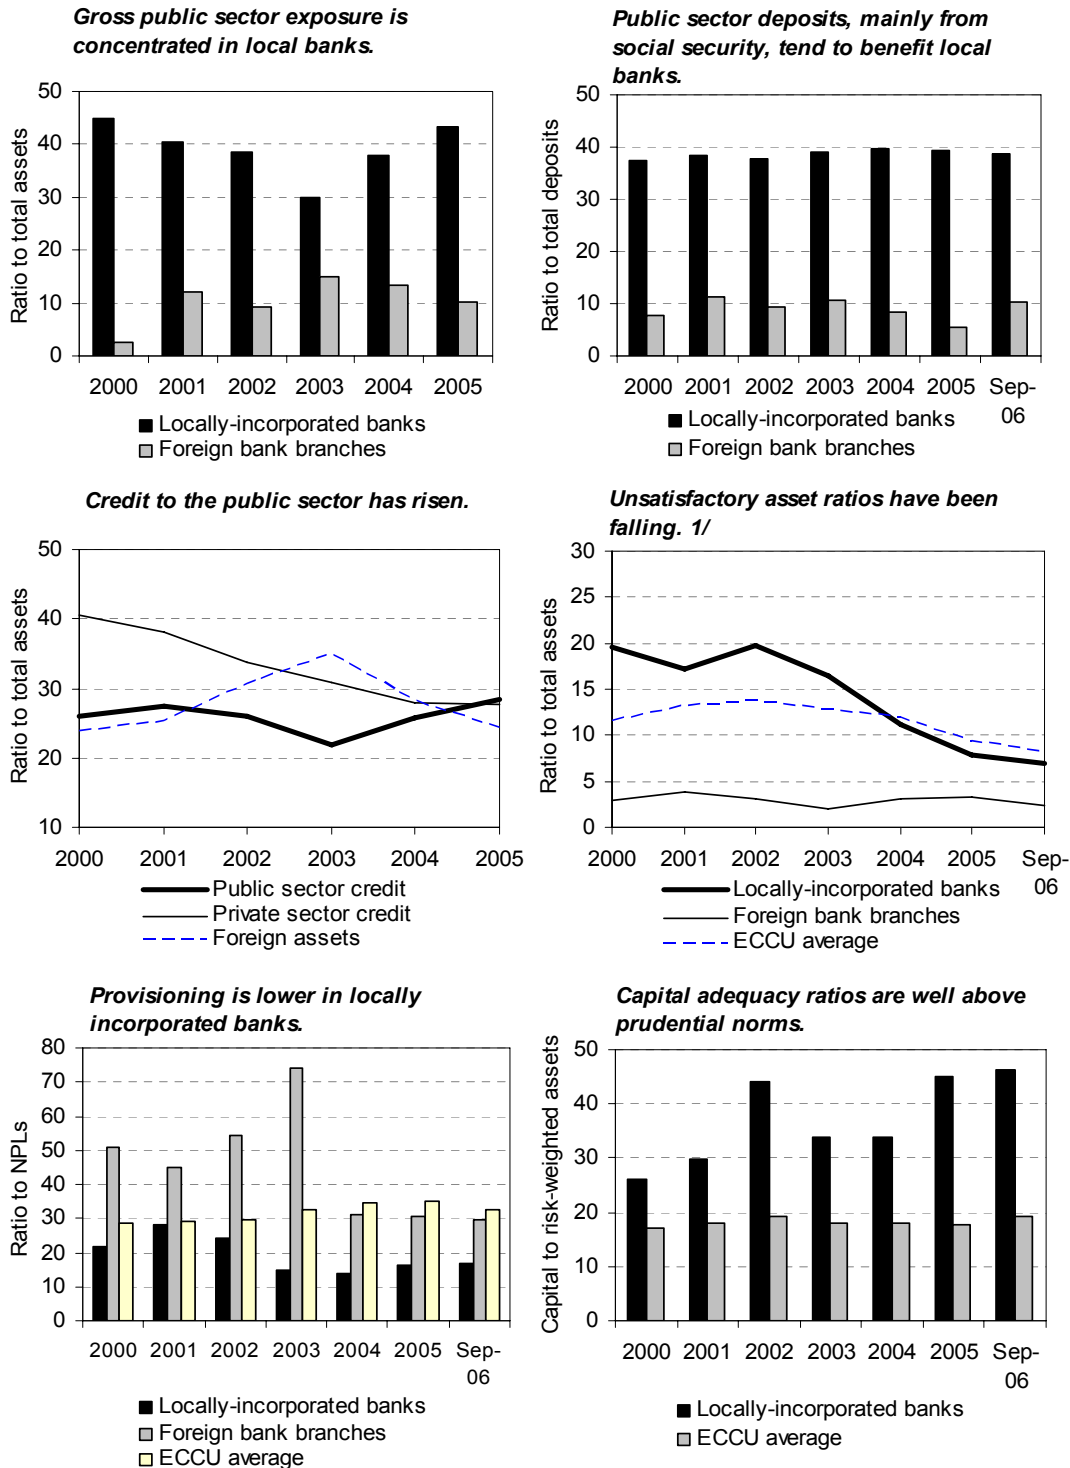 Gross public sector exposure is
concentrated in local banks.
50
40
30
20
10
0
Ratio to total assets
2000 2001 2002 2003 2004 2005
Locally-incorporated banks
Foreign bank branches
Public sector deposits, mainly from
social security, tend to benefit local
banks.
50
40
30
20
10
0
Ratio to total deposits
2000 2001 2002 2003 2004 2005 Sep-
06
Locally-incorporated banks
Foreign bank branches
Credit to the public sector has risen.
50
40
30
20
10
Ratio to total assets
2000 2001 2002 2003 2004 2005
Public sector credit
Private sector credit
Foreign assets
Unsatisfactory asset ratios have been
falling. 1/
30
25
20
15
10
5
0
Ratio to total assets
2000 2001 2002 2003 2004 2005 Sep-
06
Locally-incorporated banks
Foreign bank branches
ECCU average
Provisioning is lower in locally
incorporated banks.
80
70
60
50
40
30
20
10
0
Ratio to NPLs
2000 2001 2002 2003 2004 2005 Sep-
06
Locally-incorporated banks
Foreign bank branches
ECCU average
Capital adequacy ratios are well above
prudential norms.
50
40
30
20
10
0
Capital to risk-weighted assets
2000 2001 2002 2003 2004 2005 Sep-
06
Locally-incorporated banks
ECCU average